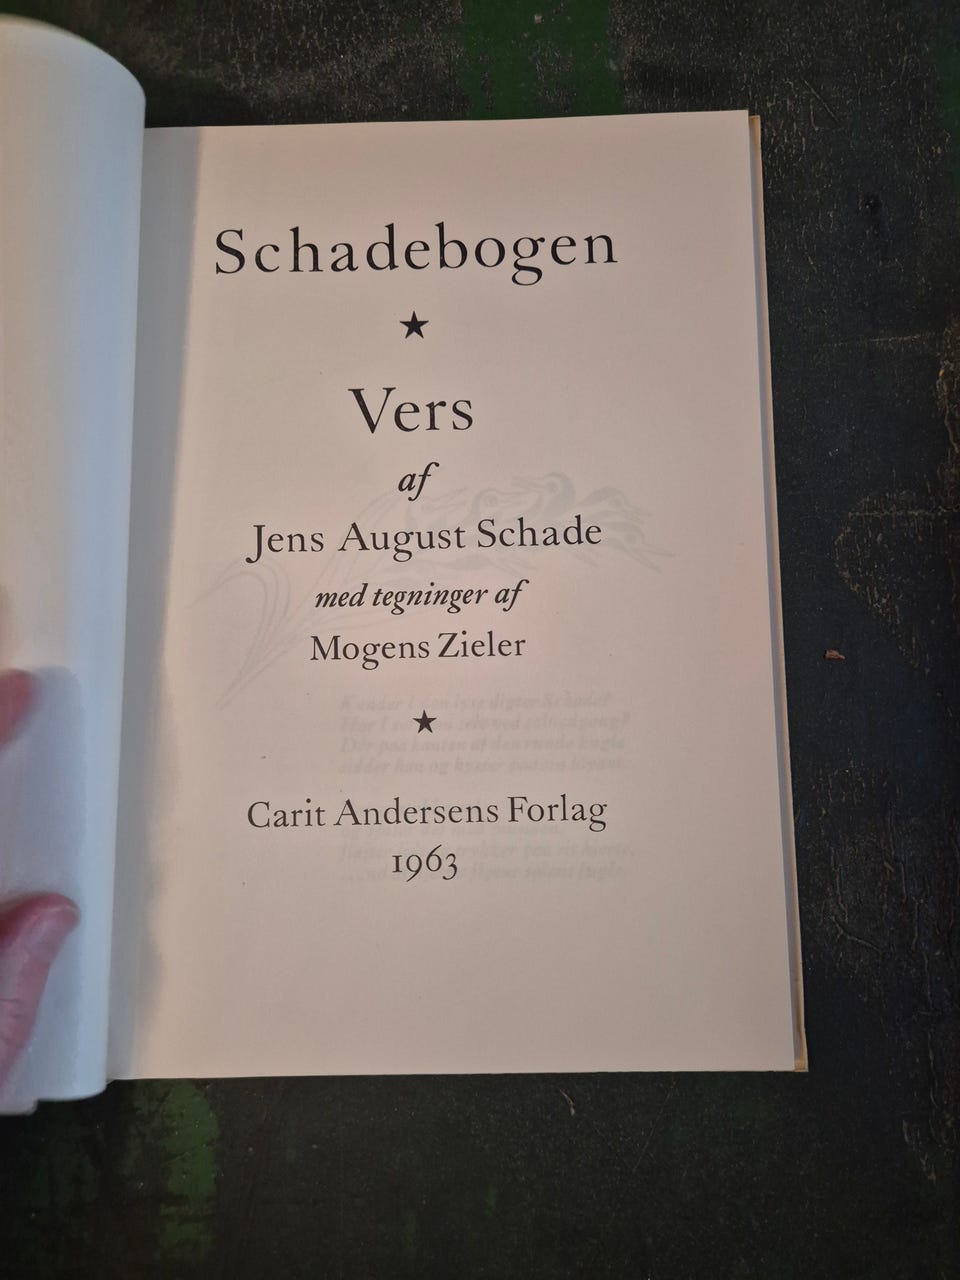 Schadebogen
★
Vers
af
Jens August Schade
med tegninger af
Mogens Zieler
★
Carit Andersens Forlag
1963